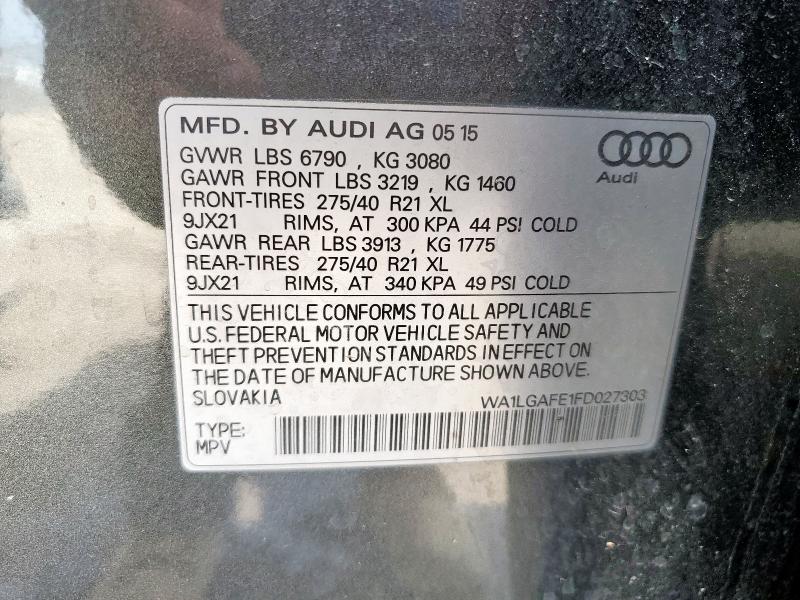 MFD. BY AUDI AG 05 15
Audi
GVWR LBS 6790 , KG 3080
GAWR FRONT LBS 3219 , KG 1460
FRONT-TIRES 275/40 R21 XL
9JX21 RIMS, AT 300 KPA 44 PSI COLD
GAWR REAR LBS 3913 , KG 1775
REAR-TIRES 275/40 R21 XL
9JX21 RIMS, AT 340 KPA 49 PSI COLD
THIS VEHICLE CONFORMS TO ALL APPLICABLE
U.S. FEDERAL MOTOR VEHICLE SAFETY AND
THEFT PREVENTION STANDARDS IN EFFECT ON
THE DATE OF MANUFACTURE SHOWN ABOVE.
SLOVAKIA WA1LGAFE1FD027303
TYPE:
MPV